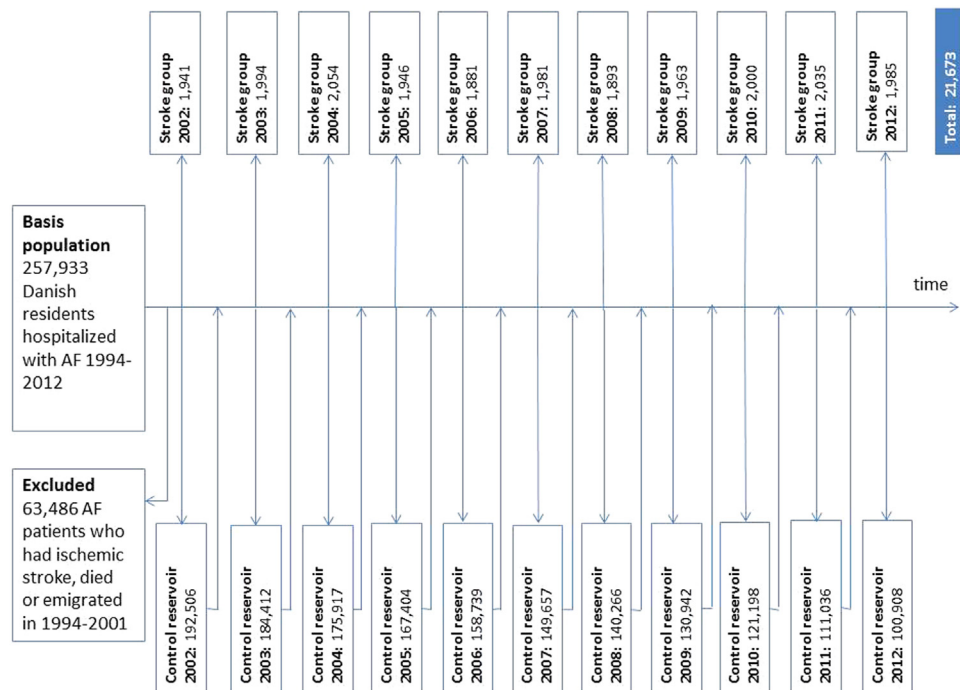 Stroke group
2002: 1,941
Stroke group
2003: 1,994
Stroke group
2004: 2,054
Stroke group
2005: 1,946
Stroke group
2006: 1,881
Stroke group
2007: 1,981
Stroke group
2008: 1,893
Stroke group
2009: 1,963
Stroke group
2010: 2,000
Stroke group
2011: 2,035
Stroke group
2012: 1,985
Total: 21,673
Basis
population
257,933
Danish
residents
hospitalized
with AF 1994-
2012
time
Excluded
63,486 AF
patients who
had ischemic
stroke, died
or emigrated
in 1994-2001
Control reservoir
2002: 192,506
Control reservoir
2003: 184,412
Control reservoir
2004: 175,917
Control reservoir
2005: 167,404
Control reservoir
2006: 158,739
Control reservoir
2007: 149,657
Control reservoir
2008: 140,266
Control reservoir
2009: 130,942
Control reservoir
2010: 121,198
Control reservoir
2011: 111,036
Control reservoir
2012: 100,908